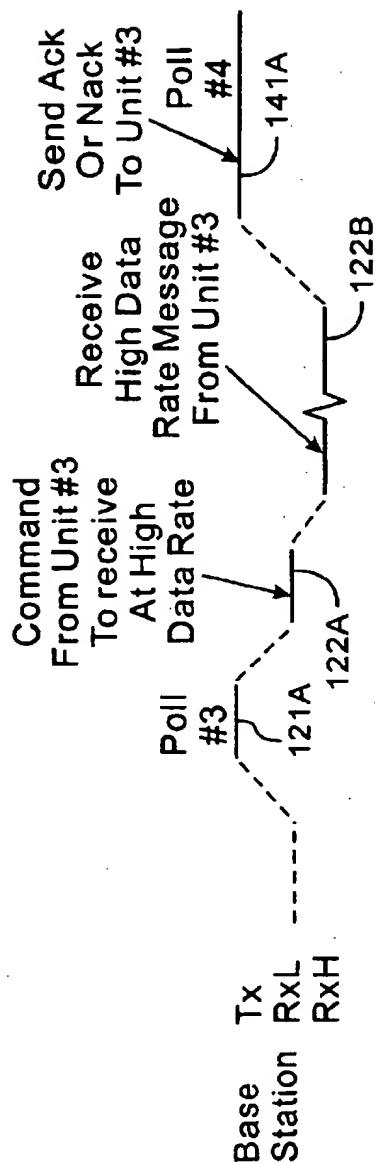 Base
Station
Tx
RxL
RxH
Poll
#3
121A
Command
From Unit #3
To receive
At High
Data Rate
122A
Receive
High Data
Rate Message
From Unit #3
122B
Send Ack
Or Nack
To Unit #3
Poll
#4
141A